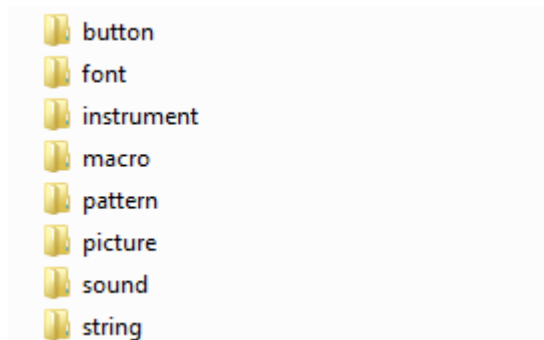 button
font
instrument
macro
pattern
picture
sound
string